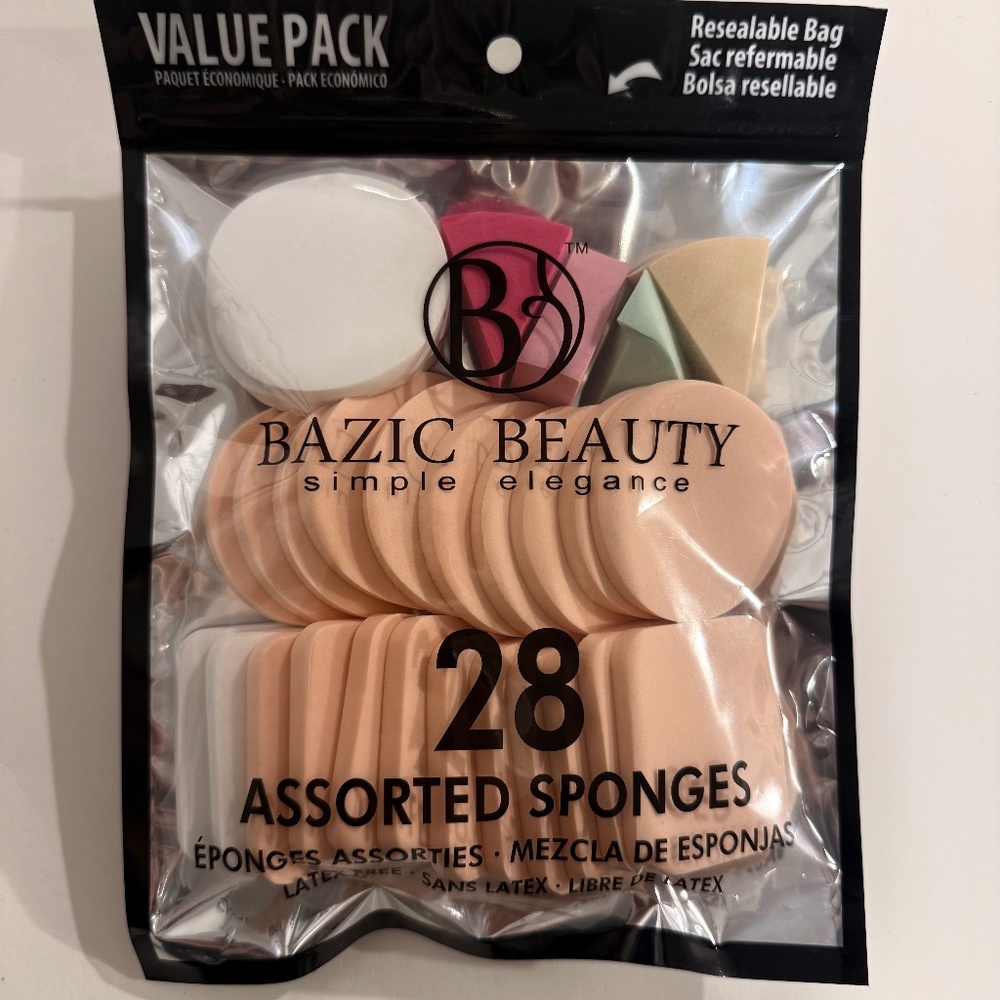 VALUE PACK
PAQUET ÉCONOMIQUE · PACK ECONÓMICO
Resealable Bag
Sac refermable
Bolsa resellable
B
TM
BAZIC BEAUTY
simple elegance
28
ASSORTED SPONGES
ÉPONGES ASSORTIES · MEZCLA DE ESPONJAS
LATEX FREE · SANS LATEX · LIBRE DE LATEX